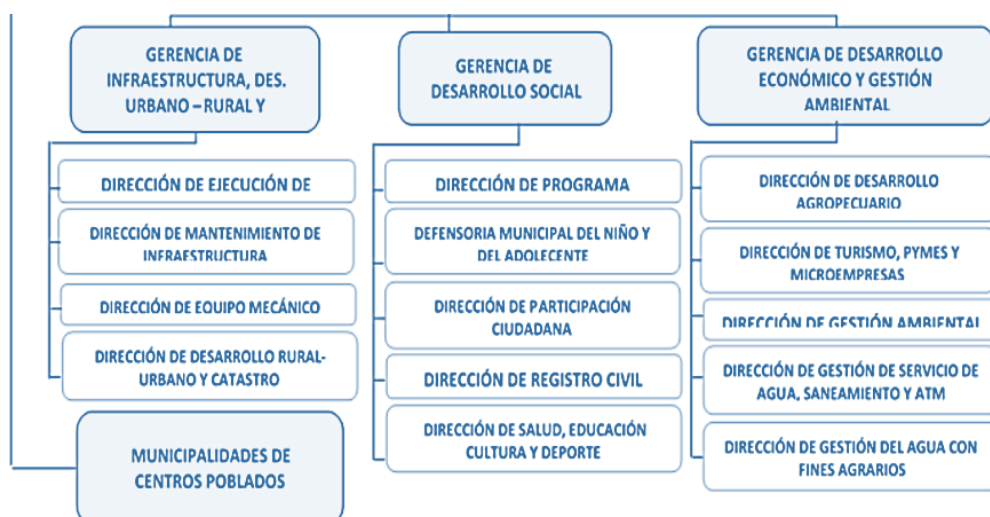 GERENCIA DE
INFRAESTRUCTURA, DES.
URBANO – RURAL Y
DIRECCIÓN DE EJECUCIÓN DE
DIRECCIÓN DE MANTENIMIENTO DE
INFRAESTRUCTURA
DIRECCIÓN DE EQUIPO MECÁNICO
DIRECCIÓN DE DESARROLLO RURAL-
URBANO Y CATASTRO
MUNICIPALIDADES DE
CENTROS POBLADOS
GERENCIA DE
DESARROLLO SOCIAL
DIRECCIÓN DE PROGRAMA
DEFENSORIA MUNICIPAL DEL NIÑO Y
DEL ADOLECENTE
DIRECCIÓN DE PARTICIPACIÓN
CIUDADANA
DIRECCIÓN DE REGISTRO CIVIL
DIRECCIÓN DE SALUD, EDUCACIÓN
CULTURA Y DEPORTE
GERENCIA DE DESARROLLO
ECONÓMICO Y GESTIÓN
AMBIENTAL
DIRECCIÓN DE DESARROLLO
AGROPECUARIO
DIRECCIÓN DE TURISMO, PYMES Y
MICROEMPRESAS
DIRECCIÓN DE GESTIÓN AMBIENTAL
DIRECCIÓN DE GESTIÓN DE SERVICIO DE
AGUA, SANEAMIENTO Y ATM
DIRECCIÓN DE GESTIÓN DEL AGUA CON
FINES AGRARIOS